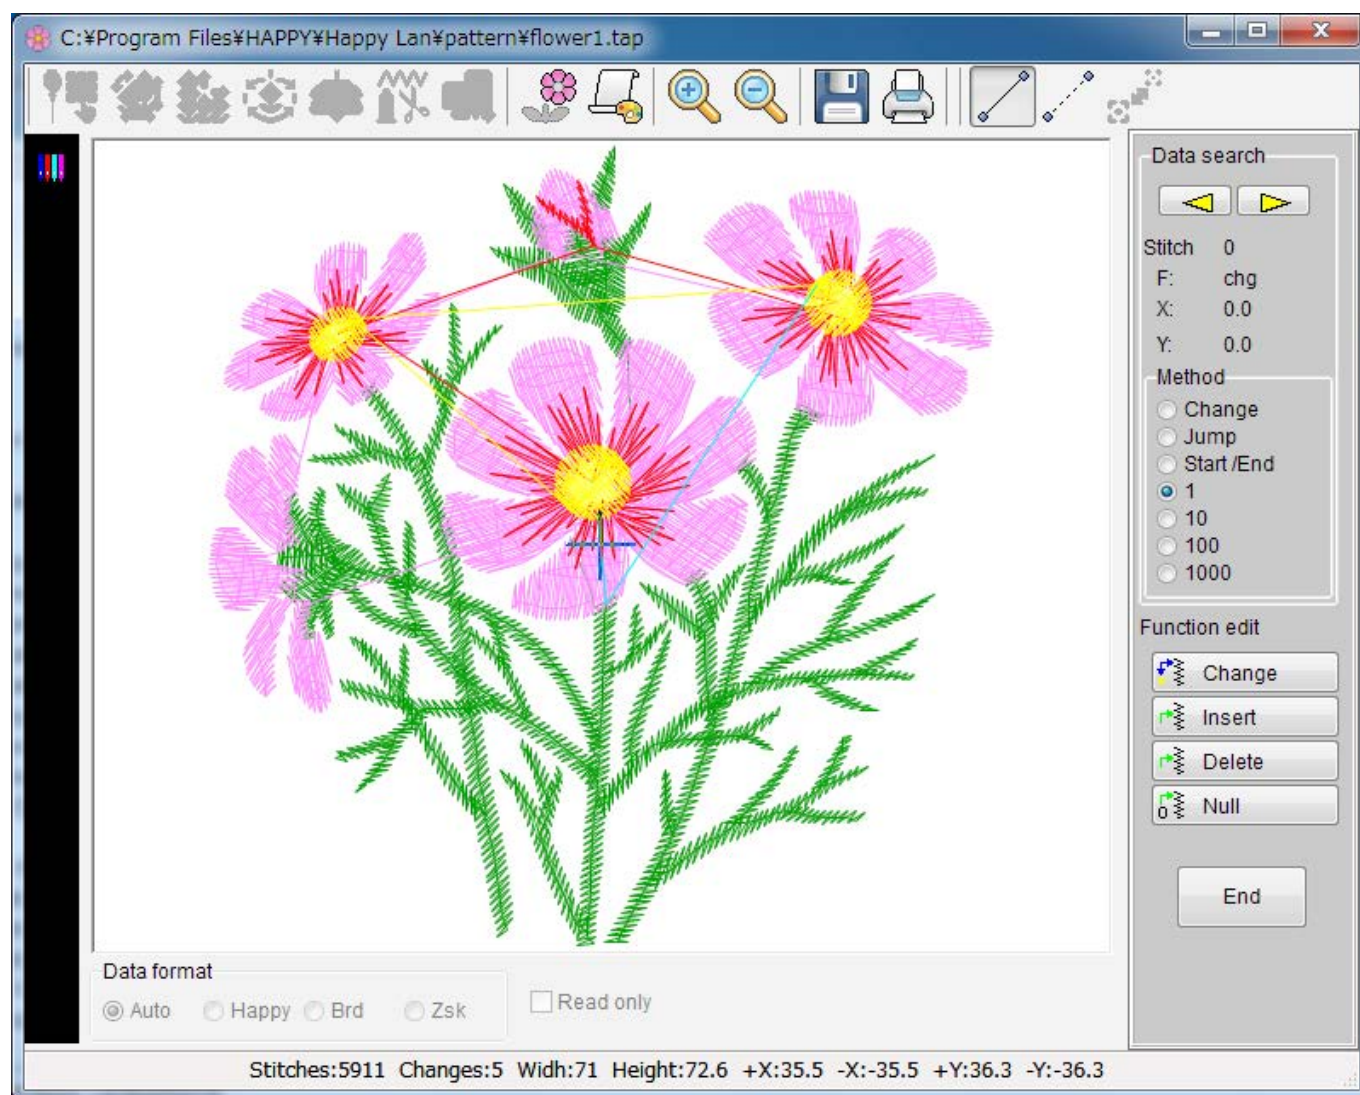 C:¥Program Files¥HAPPY¥Happy Lan¥pattern¥flower1.tap
Data search
Stitch 0
F: chg
X: 0.0
Y: 0.0
Method
Change
Jump
Start /End
1
10
100
1000
Function edit
Change
Insert
Delete
0 Null
End
Data format
Auto Happy Brd Zsk
Read only
Stitches:5911 Changes:5 Widh:71 Height:72.6 +X:35.5 -X:-35.5 +Y:36.3 -Y:-36.3